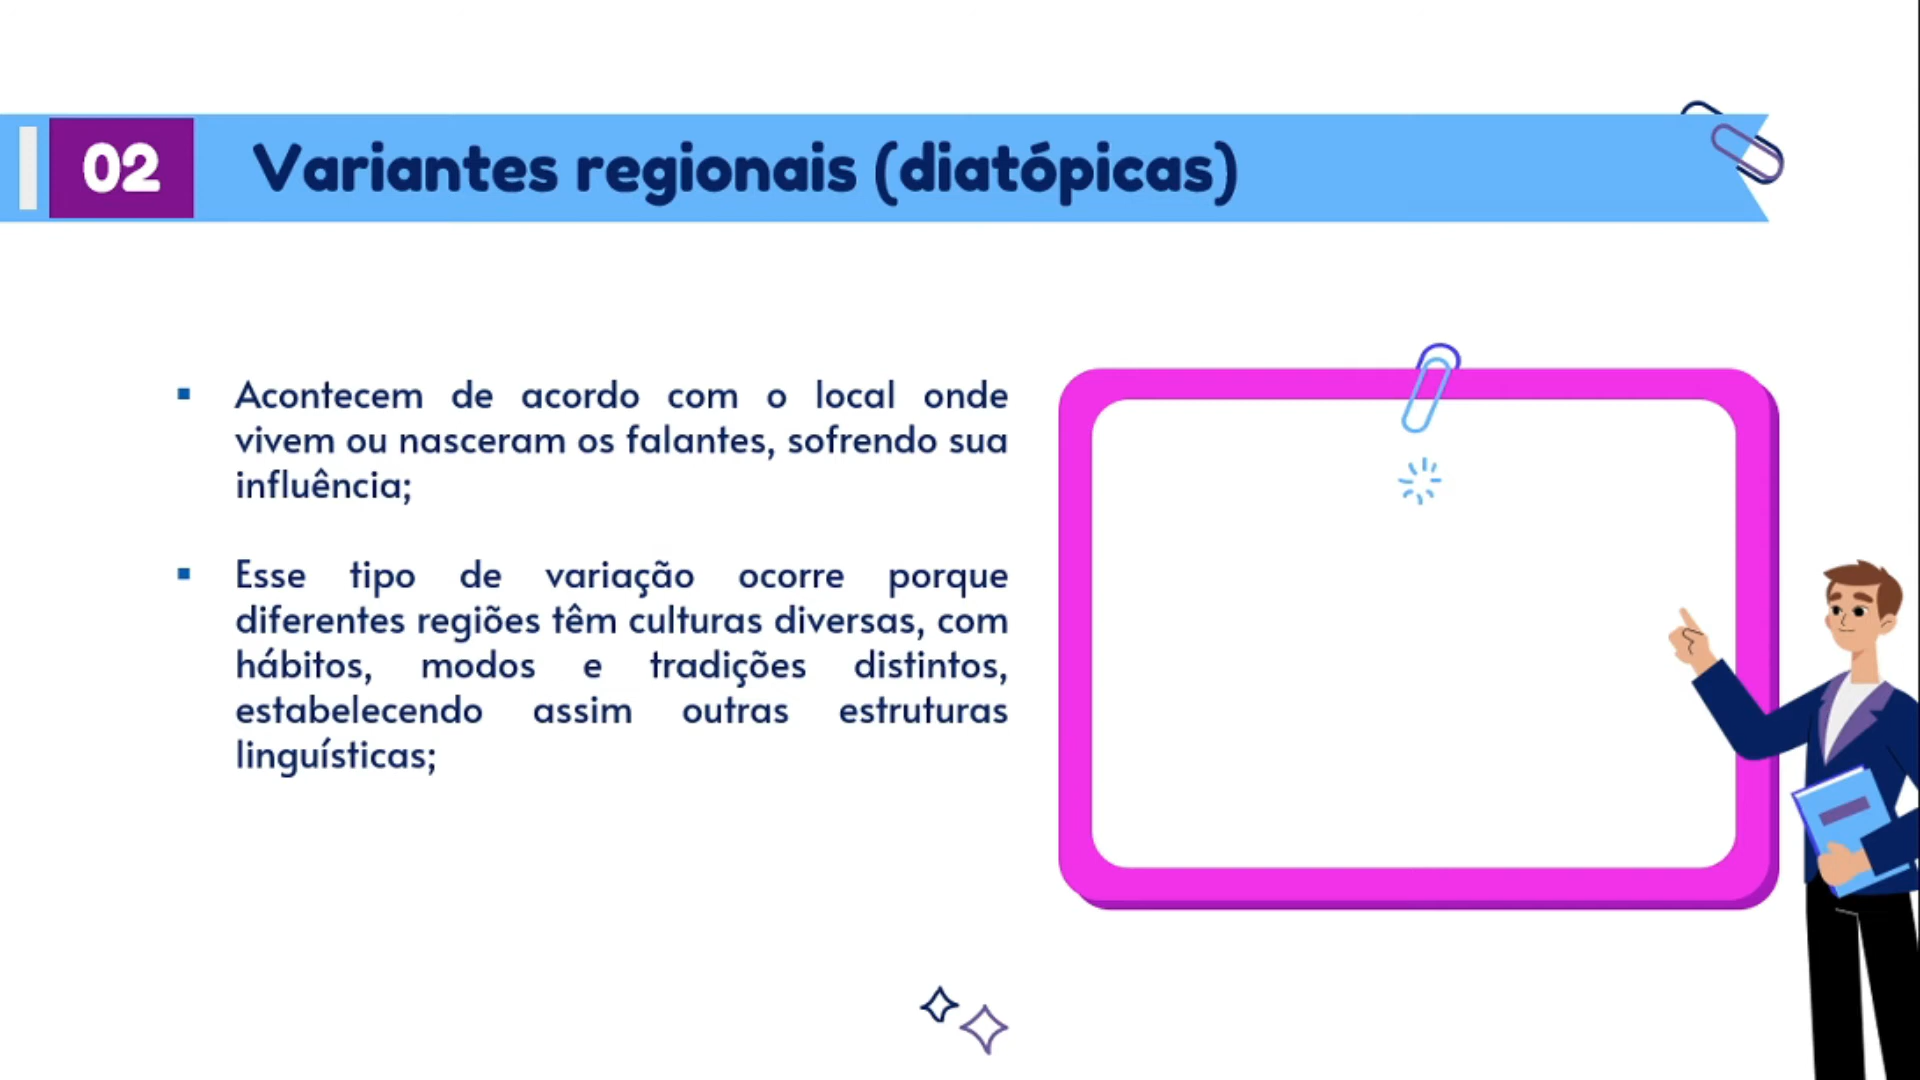 02
Variantes regionais (diatópicas)
Acontecem de acordo com o local onde
vivem ou nasceram os falantes, sofrendo sua
influência;
Esse tipo de variação ocorre porque
diferentes regiões têm culturas diversas, com
hábitos, modos e tradições distintos,
estabelecendo assim outras estruturas
linguísticas;